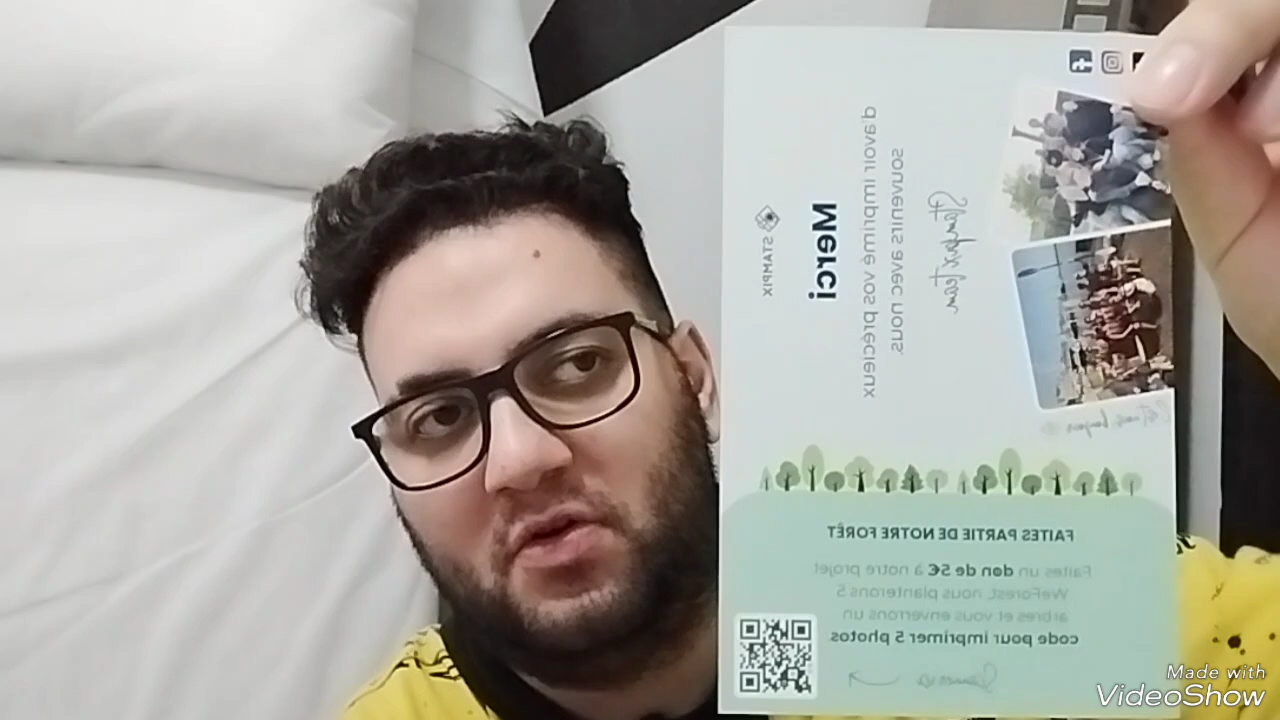 STAMPIX
Merci
d'avoir imprimé vos précieux
souvenirs avec nous.
FAITES PARTIE DE NOTRE FORÊT
Faites un don de 5€ à notre projet
WeForest, nous planterons 5
arbres et vous enverrons un
code pour imprimer 5 photos
Made with
VideoShow